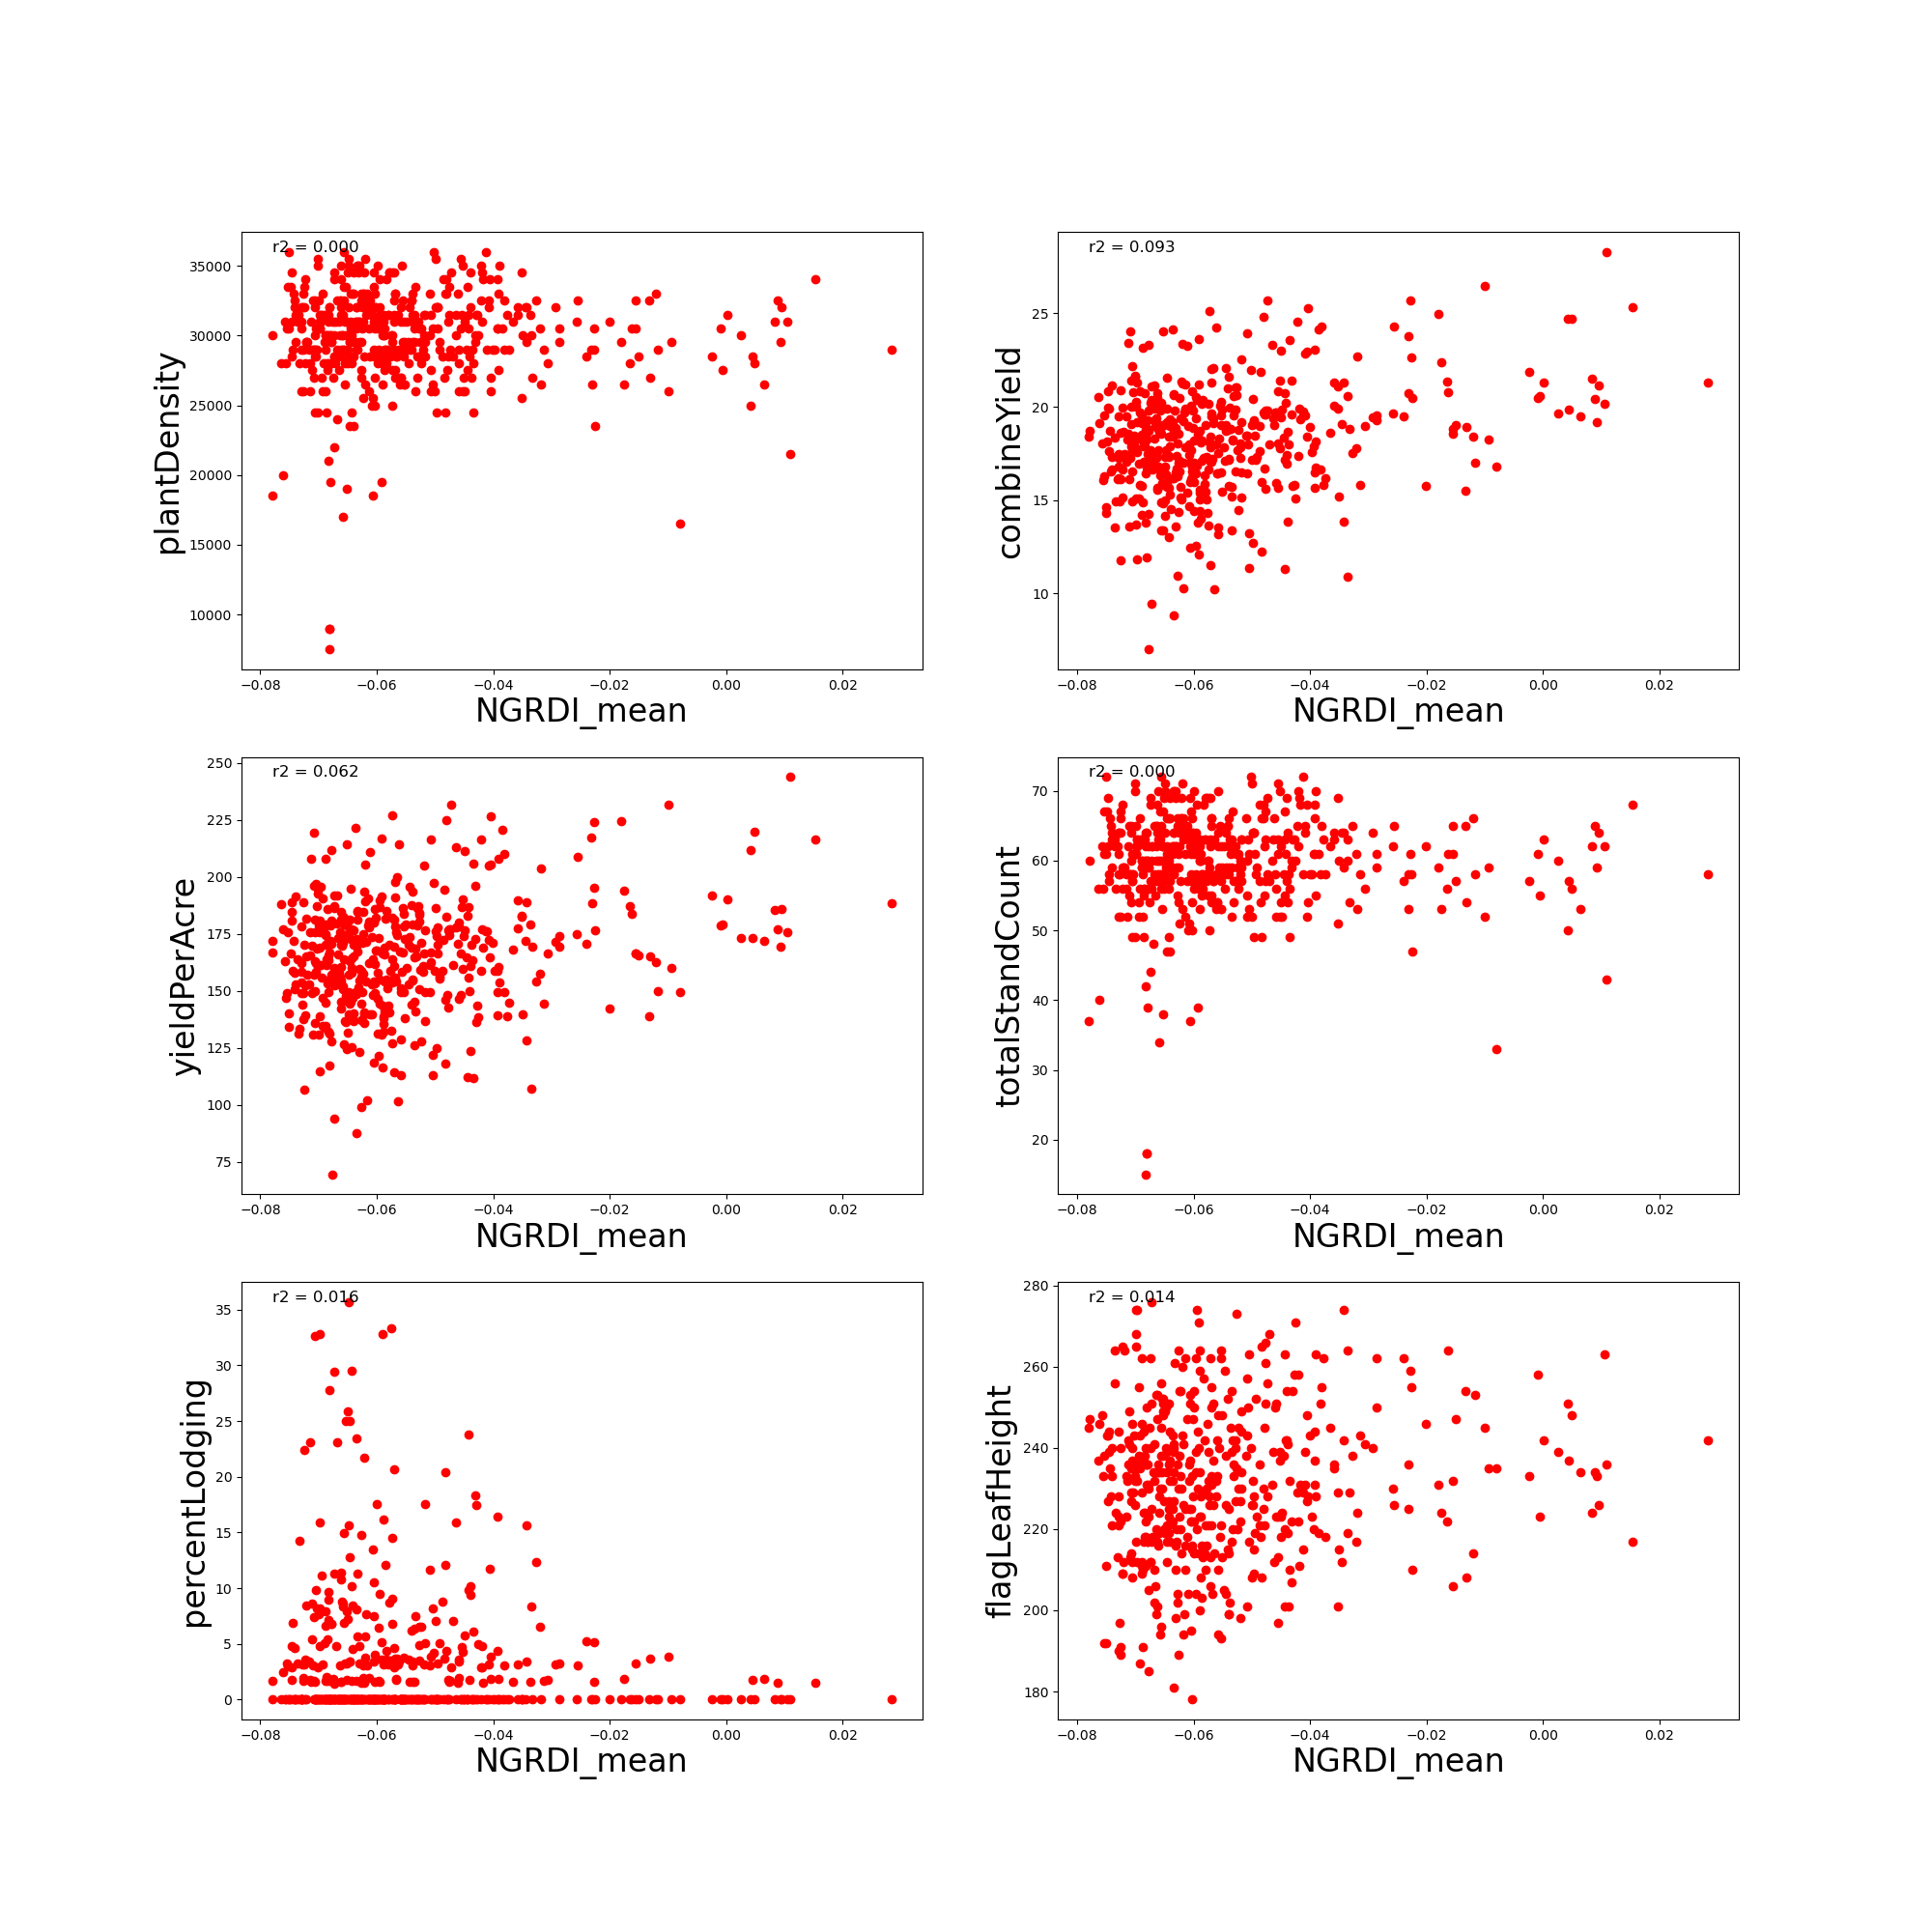 r2 = 0.000
35000
30000
25000
20000
15000
10000
plantDensity
−0.08 −0.06 −0.04 −0.02 0.00 0.02
NGRDI_mean
r2 = 0.093
25
20
15
10
combineYield
−0.08 −0.06 −0.04 −0.02 0.00 0.02
NGRDI_mean
r2 = 0.062
250
225
200
175
150
125
100
75
yieldPerAcre
−0.08 −0.06 −0.04 −0.02 0.00 0.02
NGRDI_mean
r2 = 0.000
70
60
50
40
30
20
totalStandCount
−0.08 −0.06 −0.04 −0.02 0.00 0.02
NGRDI_mean
r2 = 0.016
35
30
25
20
15
10
5
0
percentLodging
−0.08 −0.06 −0.04 −0.02 0.00 0.02
NGRDI_mean
r2 = 0.014
280
260
240
220
200
180
flagLeafHeight
−0.08 −0.06 −0.04 −0.02 0.00 0.02
NGRDI_mean